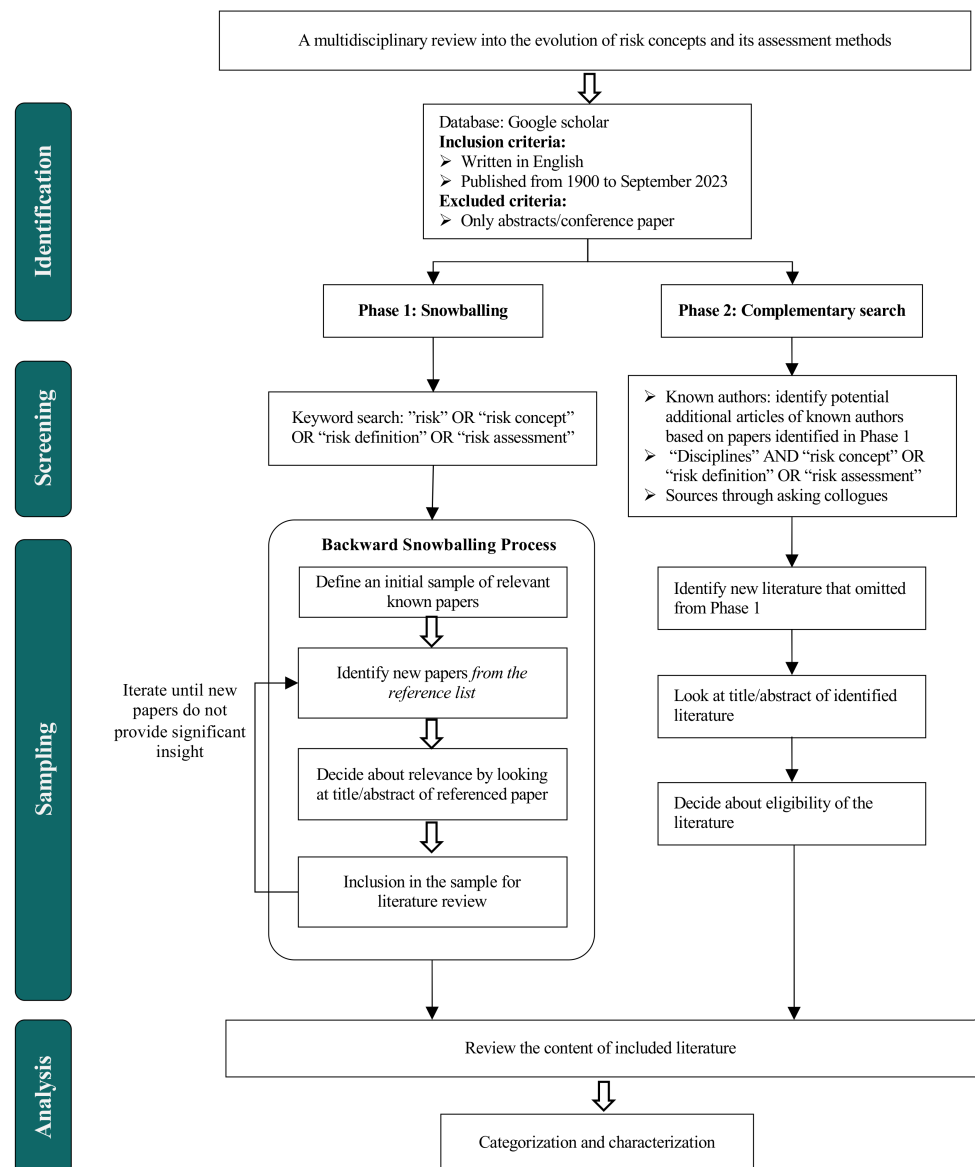 A multidisciplinary review into the evolution of risk concepts and its assessment methods
Identification
Database: Google scholar
Inclusion criteria:
➢ Written in English
➢ Published from 1900 to September 2023
Excluded criteria:
➢ Only abstracts/conference paper
Phase 1: Snowballing
Phase 2: Complementary search
Screening
Keyword search: ”risk” OR “risk concept”
OR “risk definition” OR “risk assessment”
➢ Known authors: identify potential
additional articles of known authors
based on papers identified in Phase 1
➢ “Disciplines” AND “risk concept” OR
“risk definition” OR “risk assessment”
➢ Sources through asking collogues
Sampling
Backward Snowballing Process
Define an initial sample of relevant
known papers
Identify new papers from the
reference list
Decide about relevance by looking
at title/abstract of referenced paper
Inclusion in the sample for
literature review
Iterate until new
papers do not
provide significant
insight
Identify new literature that omitted
from Phase 1
Look at title/abstract of identified
literature
Decide about eligibility of the
literature
Analysis
Review the content of included literature
Categorization and characterization